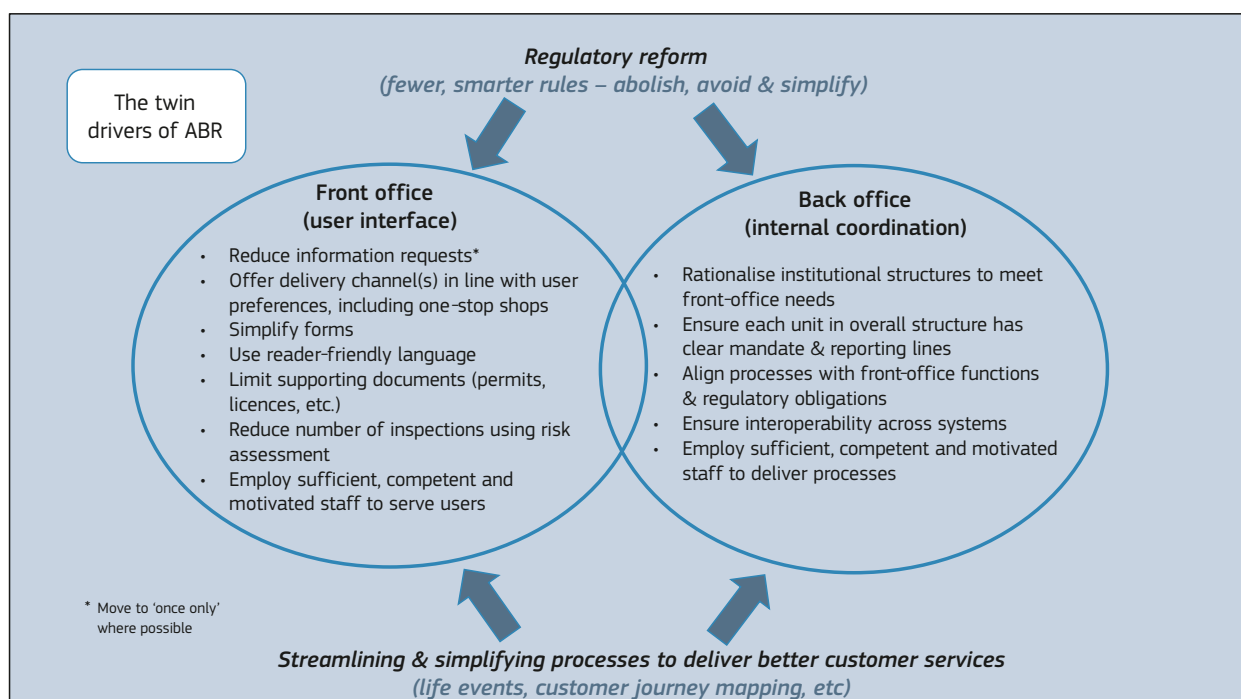 Regulatory reform
(fewer, smarter rules – abolish, avoid & simplify)
The twin
drivers of ABR
Front office
(user interface)
• Reduce information requests*
• Offer delivery channel(s) in line with user
preferences, including one-stop shops
• Simplify forms
• Use reader-friendly language
• Limit supporting documents (permits,
licences, etc.)
• Reduce number of inspections using risk
assessment
• Employ sufficient, competent and
motivated staff to serve users
Back office
(internal coordination)
• Rationalise institutional structures to meet
front-office needs
• Ensure each unit in overall structure has
clear mandate & reporting lines
• Align processes with front-office functions
& regulatory obligations
• Ensure interoperability across systems
• Employ sufficient, competent and motivated
staff to deliver processes
* Move to ‘once only’
where possible
Streamlining & simplifying processes to deliver better customer services
(life events, customer journey mapping, etc)